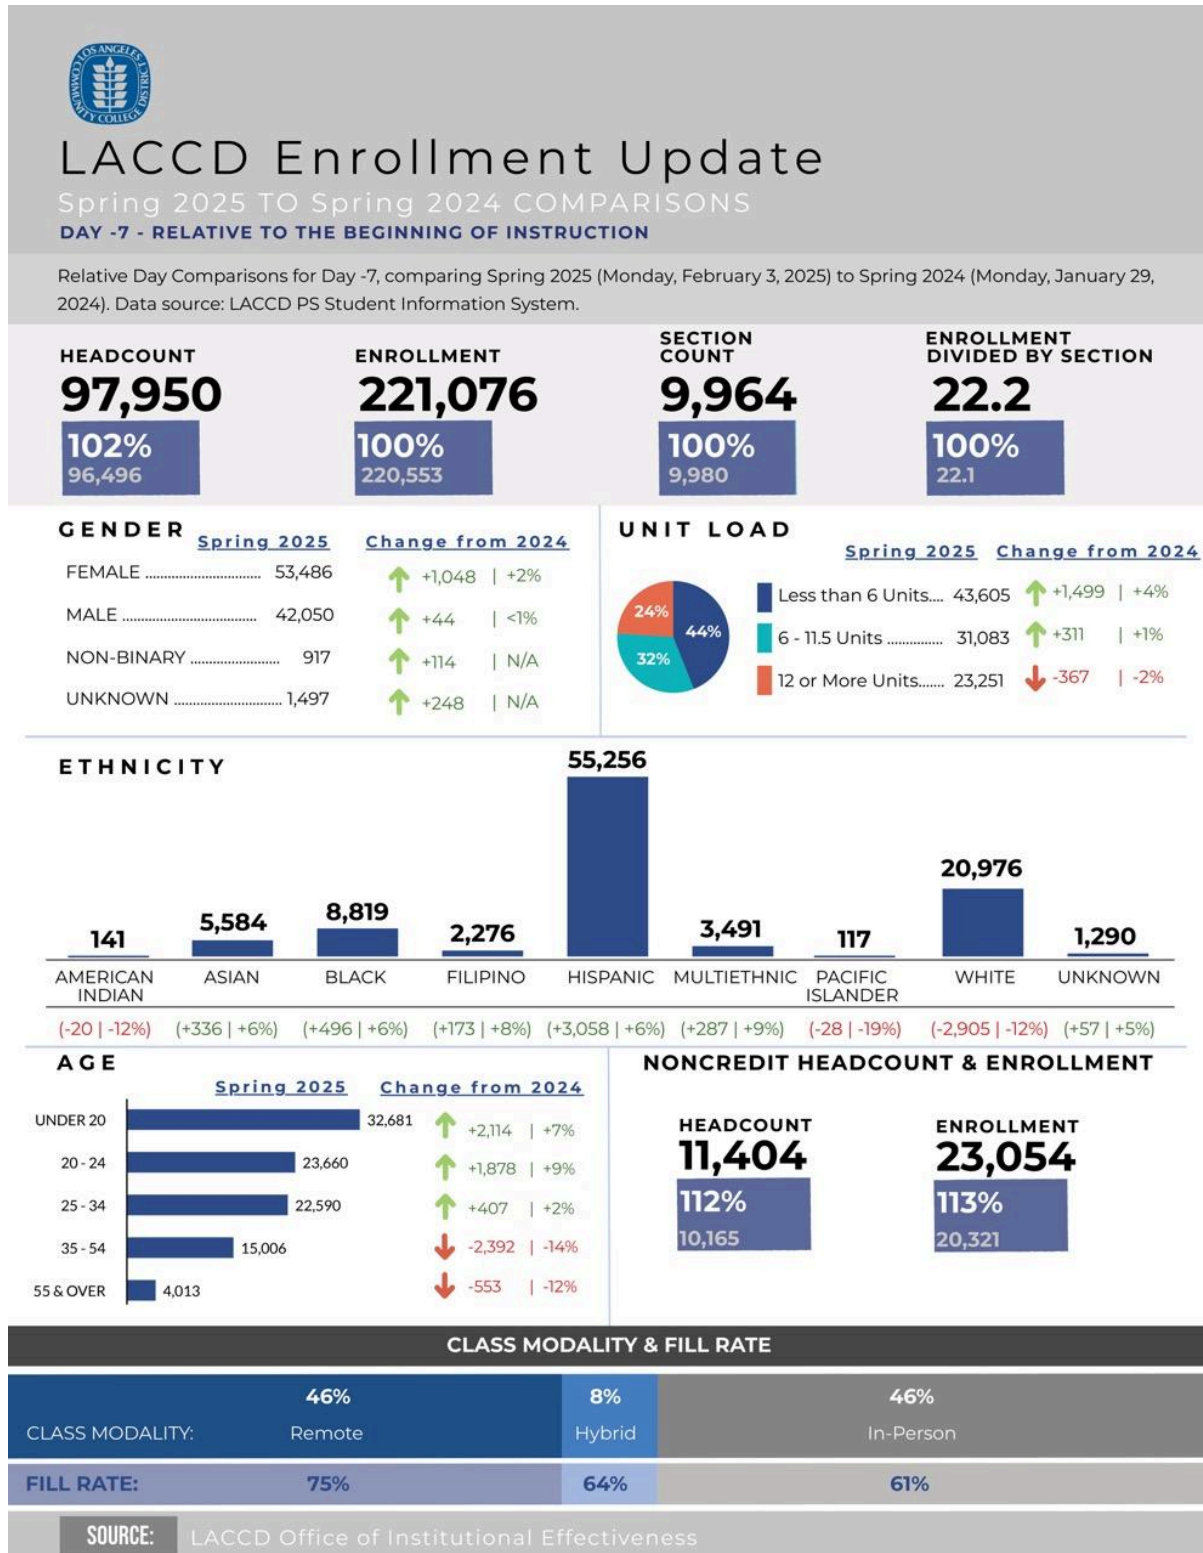 LOS ANGELES
COMMUNITY COLLEGE DISTRICT
LACCD Enrollment Update
Spring 2025 TO Spring 2024 COMPARISONS
DAY -7 - RELATIVE TO THE BEGINNING OF INSTRUCTION
Relative Day Comparisons for Day -7, comparing Spring 2025 (Monday, February 3, 2025) to Spring 2024 (Monday, January 29,
2024). Data source: LACCD PS Student Information System.
HEADCOUNT
97,950
102%
96,496
ENROLLMENT
221,076
100%
220,553
SECTION
COUNT
9,964
100%
9,980
ENROLLMENT
DIVIDED BY SECTION
22.2
100%
22.1
GENDER
Spring 2025 Change from 2024
FEMALE .............................. 53,486 +1,048 | +2%
MALE ................................... 42,050 +44 | <1%
NON-BINARY ....................... 917 +114 | N/A
UNKNOWN ............................ 1,497 +248 | N/A
UNIT LOAD
Spring 2025 Change from 2024
24%
44%
32%
Less than 6 Units.... 43,605 +1,499 | +4%
6 - 11.5 Units ............... 31,083 +311 | +1%
12 or More Units....... 23,251 -367 | -2%
ETHNICITY
141 5,584 8,819 2,276 55,256 3,491 117 20,976 1,290
AMERICAN INDIAN ASIAN BLACK FILIPINO HISPANIC MULTIETHNIC PACIFIC ISLANDER WHITE UNKNOWN
(-20 | -12%) (+336 | +6%) (+496 | +6%) (+173 | +8%) (+3,058 | +6%) (+287 | +9%) (-28 | -19%) (-2,905 | -12%) (+57 | +5%)
AGE
Spring 2025 Change from 2024
UNDER 20 32,681 +2,114 | +7%
20 - 24 23,660 +1,878 | +9%
25 - 34 22,590 +407 | +2%
35 - 54 15,006 -2,392 | -14%
55 & OVER 4,013 -553 | -12%
NONCREDIT HEADCOUNT & ENROLLMENT
HEADCOUNT
11,404
112%
10,165
ENROLLMENT
23,054
113%
20,321
CLASS MODALITY & FILL RATE
46% 8% 46%
CLASS MODALITY: Remote Hybrid In-Person
FILL RATE: 75% 64% 61%
SOURCE: LACCD Office of Institutional Effectiveness